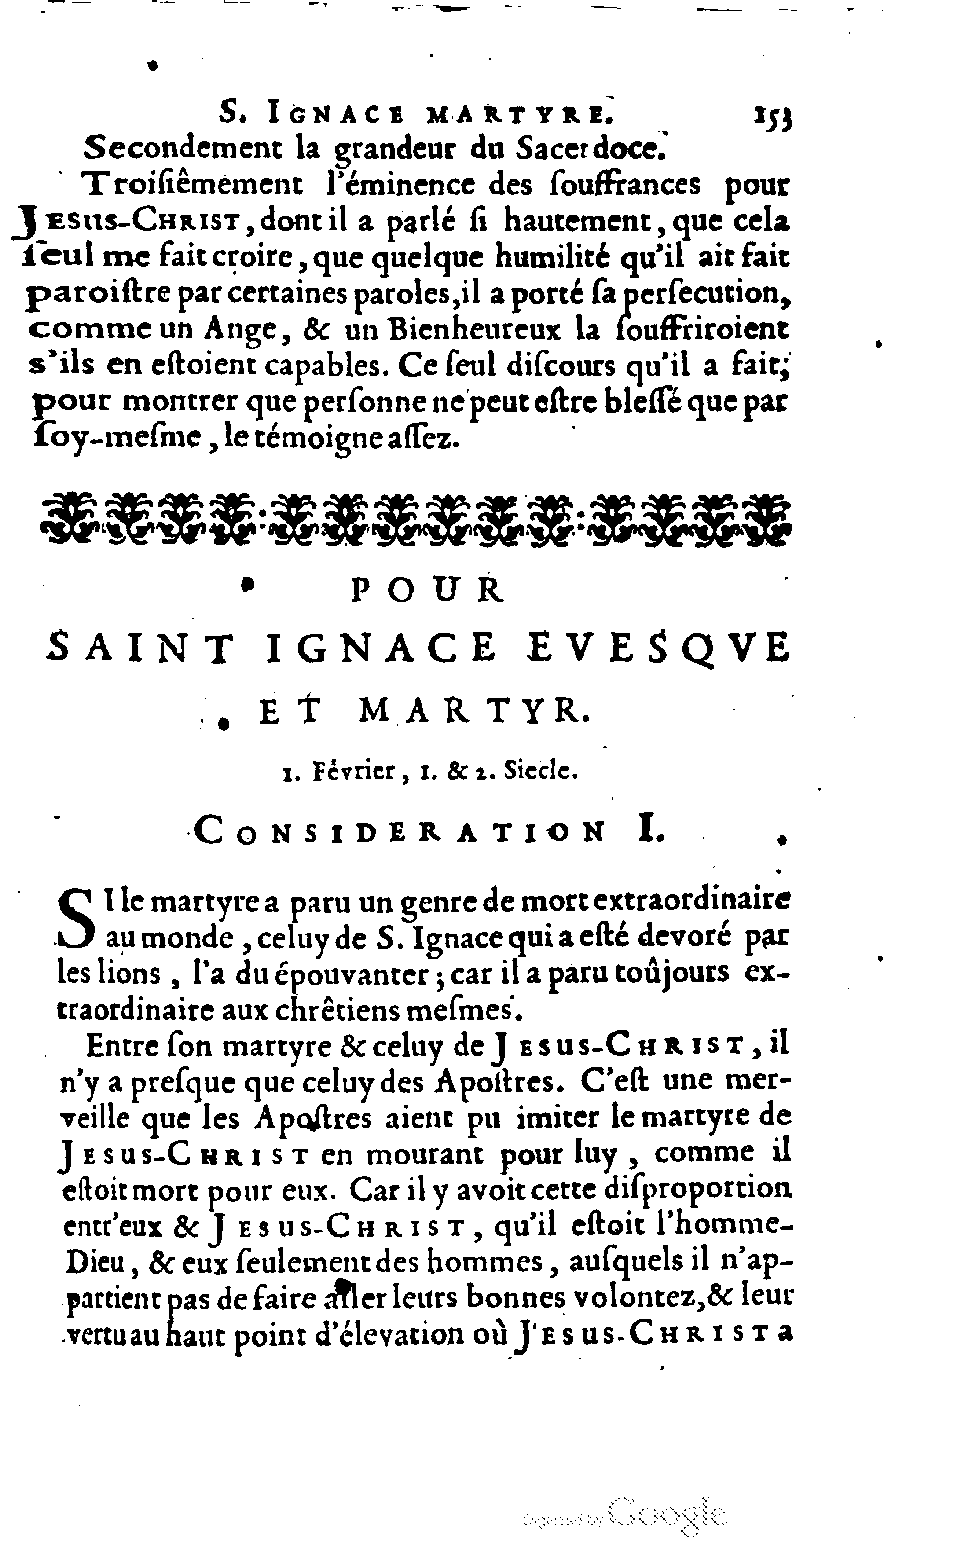 S. IGNACE MARTYRE. 153
Secondement la grandeur du Sacerdoce.
Troisiêmement l'éminence des ſouffrances pour
JESUS-CHRIST, dont il a parlé ſi hautement, que cela
ſeul me fait croire, que quelque humilité qu'il ait fait
paroiſtre par certaines paroles, il a porté ſa perſecution,
comme un Ange, & un Bienheureux la ſouffriroient
s'ils en eſtoient capables. Ce ſeul diſcours qu'il a fait;
pour montrer que perſonne ne peut eſtre bleſſé que par
ſoy-meſme, le témoigne aſſez.
POUR
SAINT IGNACE EVESQVE
ET MARTYR.
1. Février, 1. & 2. Siecle.
CONSIDERATION I.
SI le martyre a paru un genre de mort extraordinaire
au monde, celuy de S. Ignace qui a eſté devoré par
les lions, l'a du épouvanter; car il a paru toûjours ex-
traordinaire aux chrêtiens meſmes.
Entre ſon martyre & celuy de JESUS-CHRIST, il
n'y a preſque que celuy des Apoſtres. C'eſt une mer-
veille que les Apoſtres aient pu imiter le martyre de
JESUS-CHRIST en mourant pour luy, comme il
eſtoit mort pour eux. Car il y avoit cette diſproportion
entr'eux & JESUS-CHRIST, qu'il eſtoit l'homme-
Dieu, & eux ſeulement des hommes, auſquels il n'ap-
partient pas de faire aller leurs bonnes volontez, & leur
vertu au haut point d'élevation où JESUS-CHRIST a
Digitized by Google